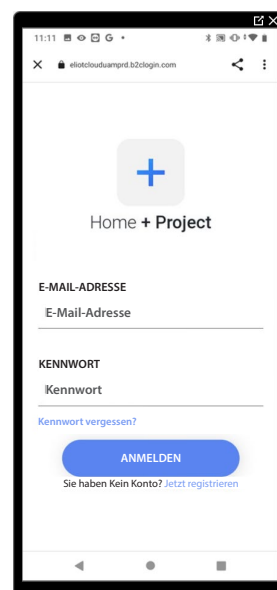 11:11 G
eliotclouduamprd.b2clogin.com
Home + Project
E-MAIL-ADRESSE
E-Mail-Adresse
KENNWORT
Kennwort
Kennwort vergessen?
ANMELDEN
Sie haben Kein Konto? Jetzt registrieren